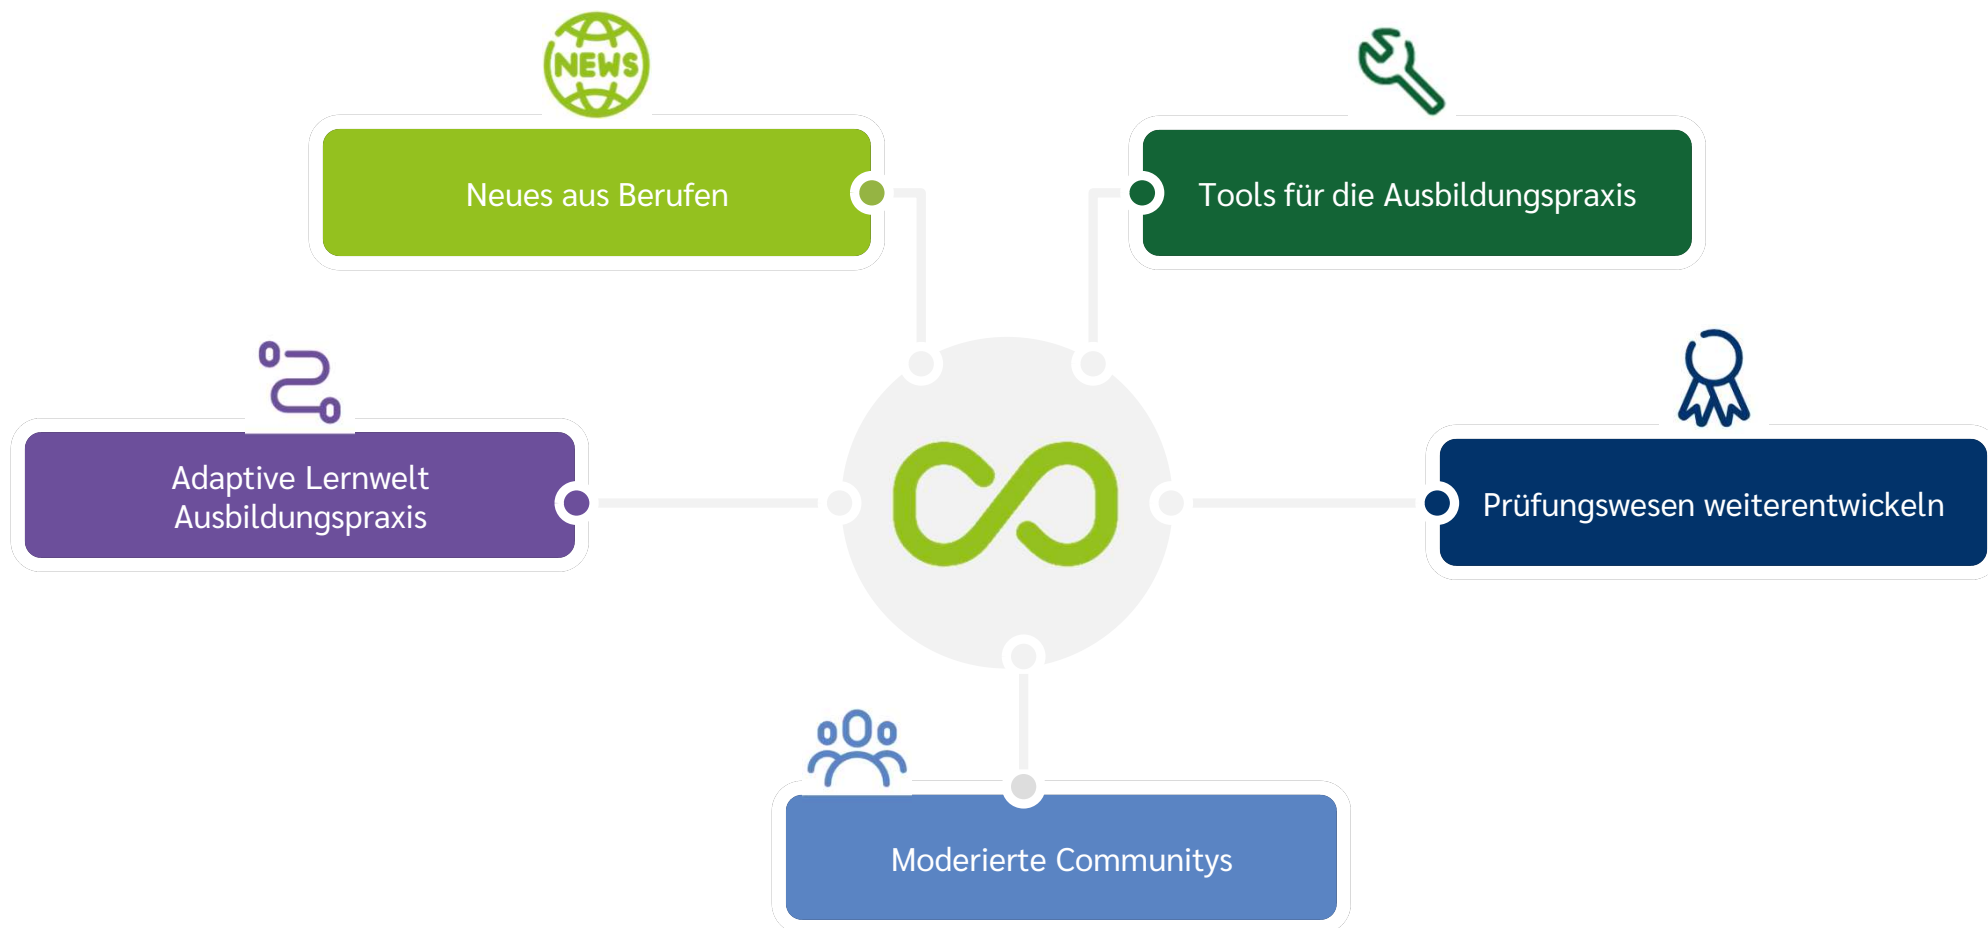 NEWS
Neues aus Berufen
Tools für die Ausbildungspraxis
Adaptive Lernwelt
Ausbildungspraxis
Prüfungswesen weiterentwickeln
Moderierte Communitys